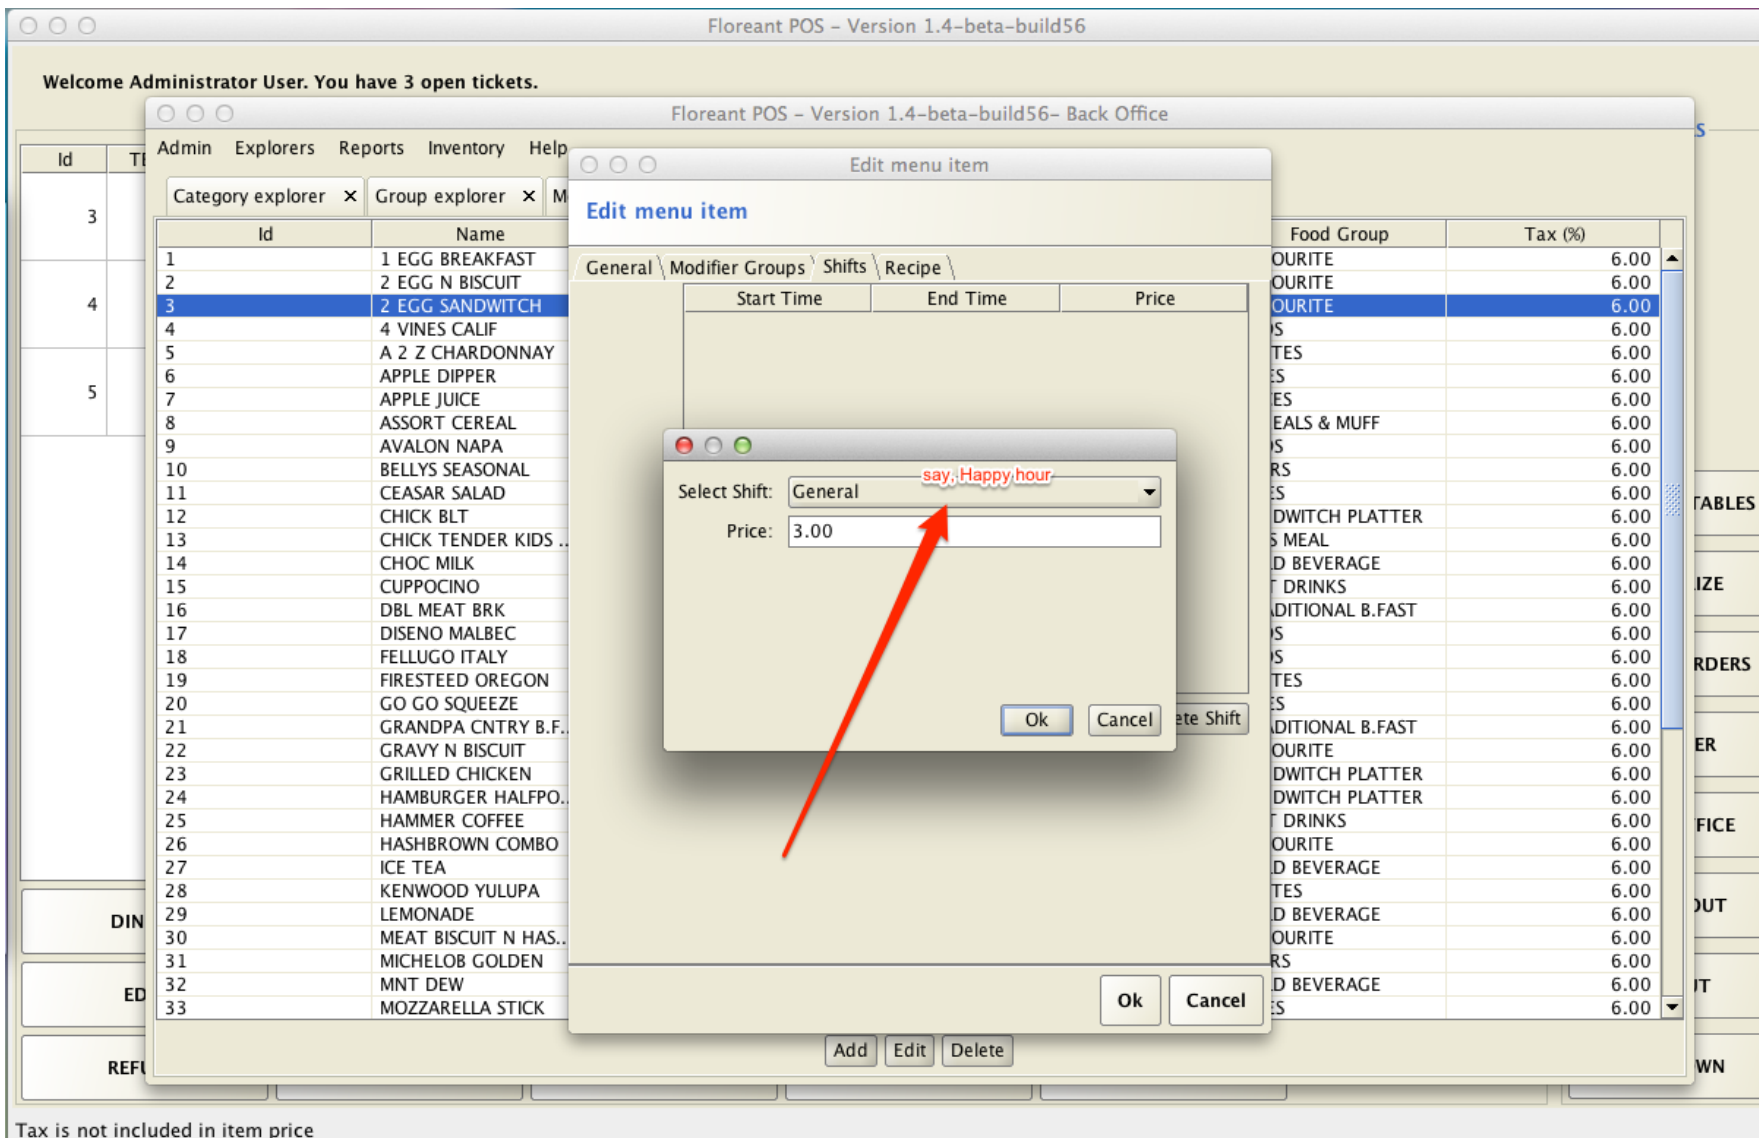 Floreant POS – Version 1.4-beta-build56
Welcome Administrator User. You have 3 open tickets.
Floreant POS – Version 1.4-beta-build56– Back Office
Admin Explorers Reports Inventory Help
Edit menu item
Category explorer × Group explorer ×
Edit menu item
Id
Id Name Food Group Tax (%)
General Modifier Groups Shifts Recipe
Start Time End Time Price
3
4
5
1 1 EGG BREAKFAST OURITE 6.00
2 2 EGG N BISCUIT OURITE 6.00
3 2 EGG SANDWITCH OURITE 6.00
4 4 VINES CALIF 6.00
5 A 2 Z CHARDONNAY TES 6.00
6 APPLE DIPPER ES 6.00
7 APPLE JUICE ES 6.00
8 ASSORT CEREAL EALS & MUFF 6.00
9 AVALON NAPA 6.00
10 BELLYS SEASONAL RS 6.00
11 CEASAR SALAD ES 6.00
12 CHICK BLT DWITCH PLATTER 6.00
13 CHICK TENDER KIDS .. S MEAL 6.00
14 CHOC MILK D BEVERAGE 6.00
15 CUPPOCINO T DRINKS 6.00
16 DBL MEAT BRK ADITIONAL B.FAST 6.00
17 DISENO MALBEC 6.00
18 FELLUGO ITALY 6.00
19 FIRESTEED OREGON TES 6.00
20 GO GO SQUEEZE ES 6.00
21 GRANDPA CNTRY B.F.. ADITIONAL B.FAST 6.00
22 GRAVY N BISCUIT OURITE 6.00
23 GRILLED CHICKEN DWITCH PLATTER 6.00
24 HAMBURGER HALFPO.. DWITCH PLATTER 6.00
25 HAMMER COFFEE T DRINKS 6.00
26 HASHBROWN COMBO OURITE 6.00
27 ICE TEA D BEVERAGE 6.00
28 KENWOOD YULUPA TES 6.00
29 LEMONADE D BEVERAGE 6.00
30 MEAT BISCUIT N HAS.. OURITE 6.00
31 MICHELOB GOLDEN RS 6.00
32 MNT DEW D BEVERAGE 6.00
33 MOZZARELLA STICK ES 6.00
say, Happy hour
Select Shift: General
Price: 3.00
Ok Cancel
ete Shift
Ok Cancel
Add Edit Delete
TABLES
IZE
RDERS
ER
FICE
OUT
UT
WN
DIN
ED
REFU
Tax is not included in item price